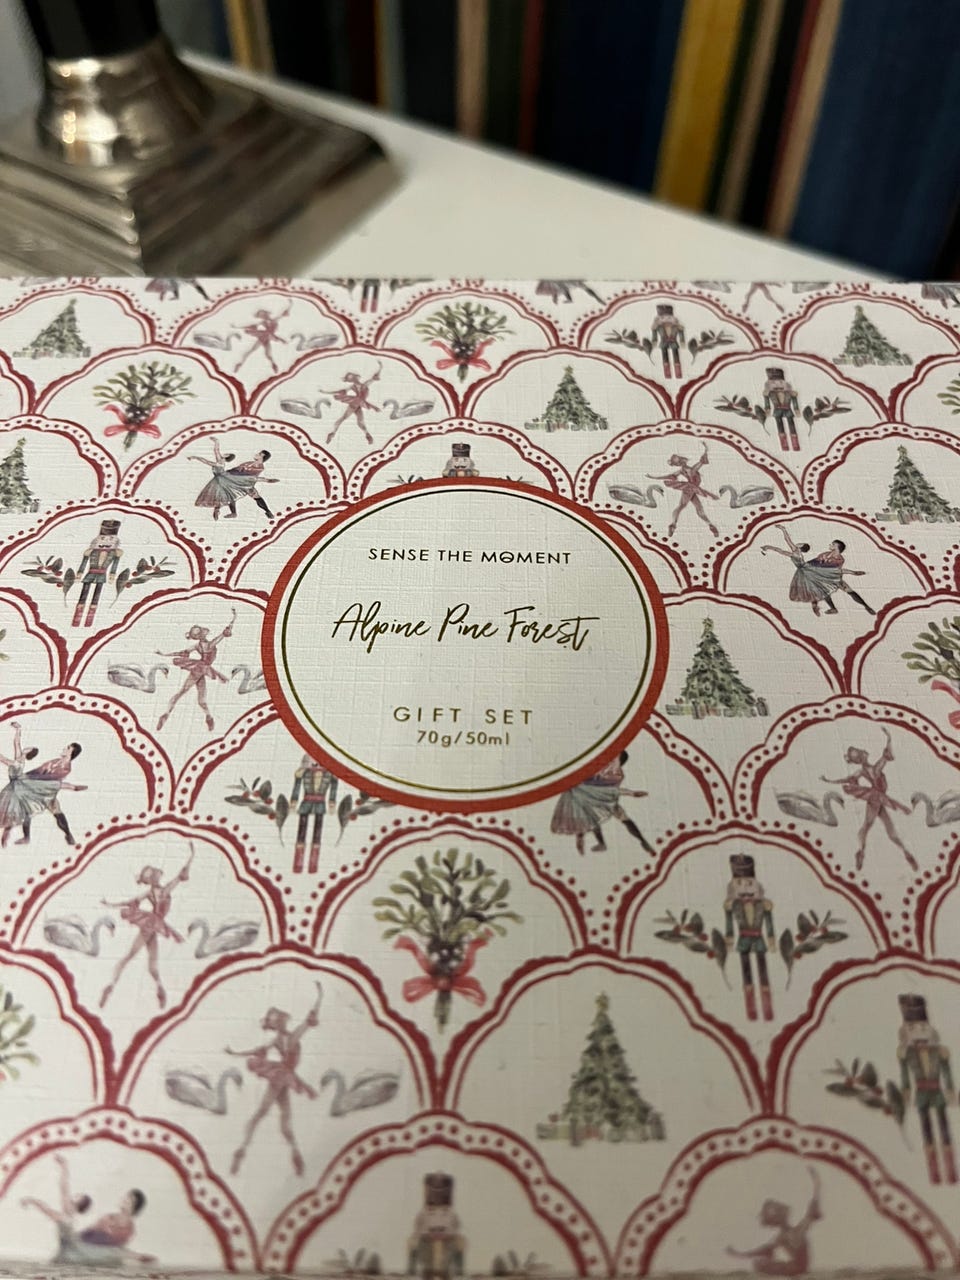 SENSE THE MOMENT
Alpine Pine Forest
GIFT SET
70g/50ml